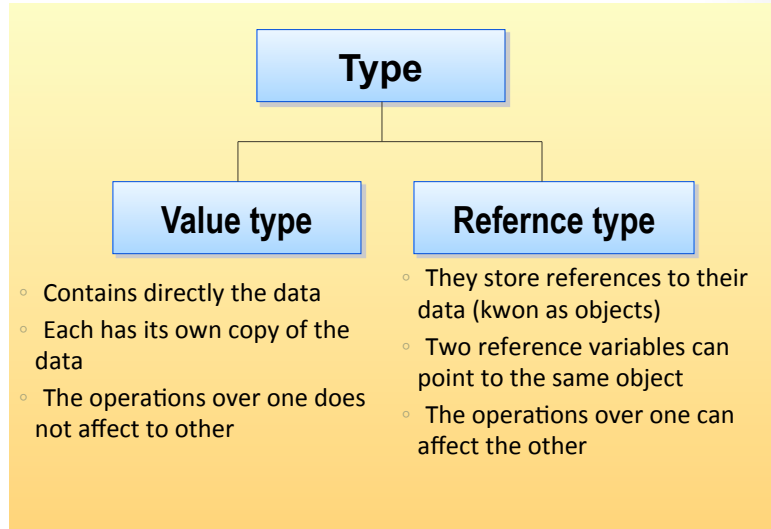 Type
Value type
Refernce type
◦ Contains directly the data
◦ Each has its own copy of the
data
◦ The operations over one does
not affect to other
◦ They store references to their
data (kwon as objects)
◦ Two reference variables can
point to the same object
◦ The operations over one can
affect the other